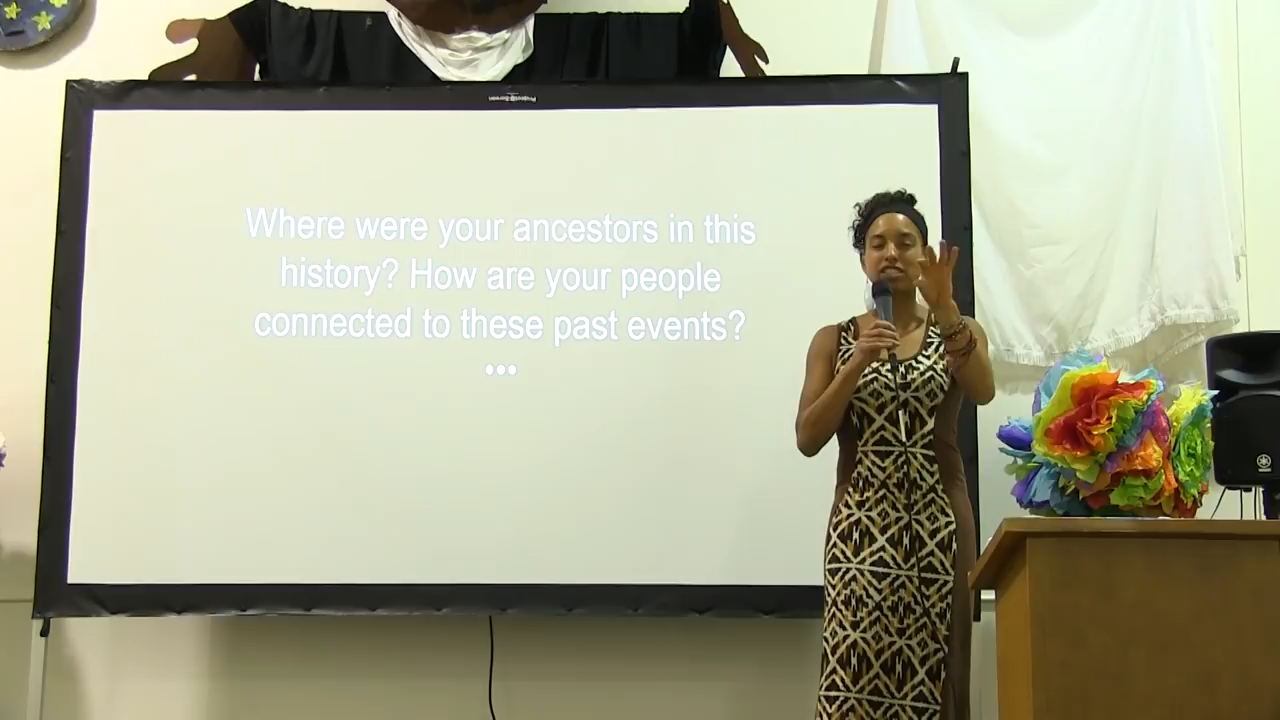 Where were your ancestors in this
history? How are your people
connected to these past events?
...